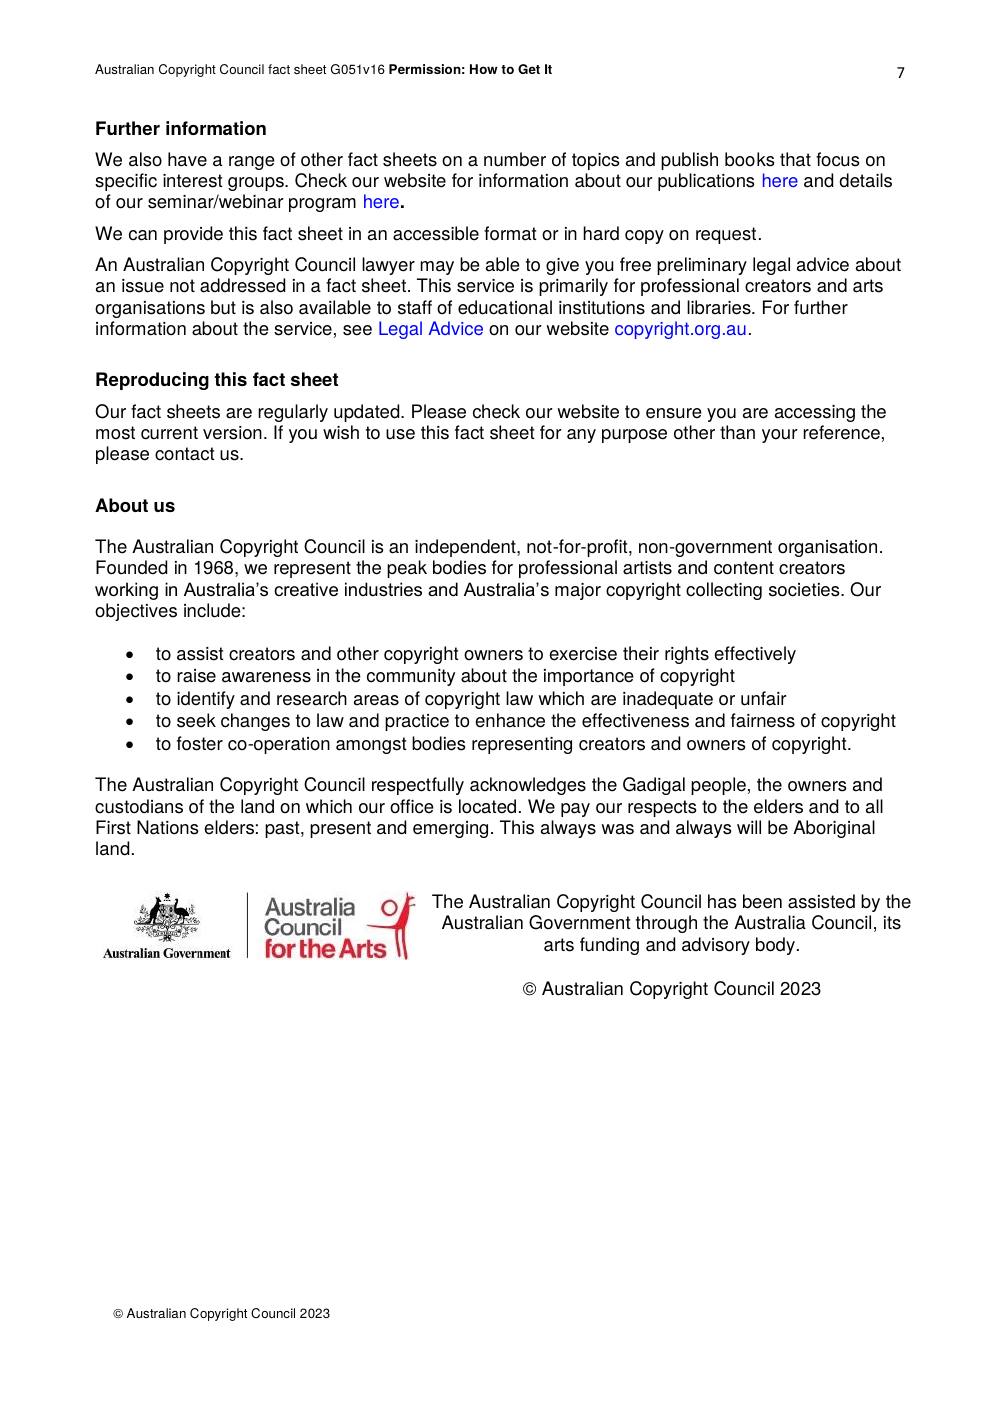 Australian Copyright Council fact sheet G051v16 Permission: How to Get It
7
Further information
We also have a range of other fact sheets on a number of topics and publish books that focus on
specific interest groups. Check our website for information about our publications here and details
of our seminar/webinar program here.
We can provide this fact sheet in an accessible format or in hard copy on request.
An Australian Copyright Council lawyer may be able to give you free preliminary legal advice about
an issue not addressed in a fact sheet. This service is primarily for professional creators and arts
organisations but is also available to staff of educational institutions and libraries. For further
information about the service, see Legal Advice on our website copyright.org.au.
Reproducing this fact sheet
Our fact sheets are regularly updated. Please check our website to ensure you are accessing the
most current version. If you wish to use this fact sheet for any purpose other than your reference,
please contact us.
About us
The Australian Copyright Council is an independent, not-for-profit, non-government organisation.
Founded in 1968, we represent the peak bodies for professional artists and content creators
working in Australia’s creative industries and Australia’s major copyright collecting societies. Our
objectives include:
• to assist creators and other copyright owners to exercise their rights effectively
• to raise awareness in the community about the importance of copyright
• to identify and research areas of copyright law which are inadequate or unfair
• to seek changes to law and practice to enhance the effectiveness and fairness of copyright
• to foster co-operation amongst bodies representing creators and owners of copyright.
The Australian Copyright Council respectfully acknowledges the Gadigal people, the owners and
custodians of the land on which our office is located. We pay our respects to the elders and to all
First Nations elders: past, present and emerging. This always was and always will be Aboriginal
land.
Australian Government
Australia
Council
for the Arts
The Australian Copyright Council has been assisted by the
Australian Government through the Australia Council, its
arts funding and advisory body.
© Australian Copyright Council 2023
© Australian Copyright Council 2023